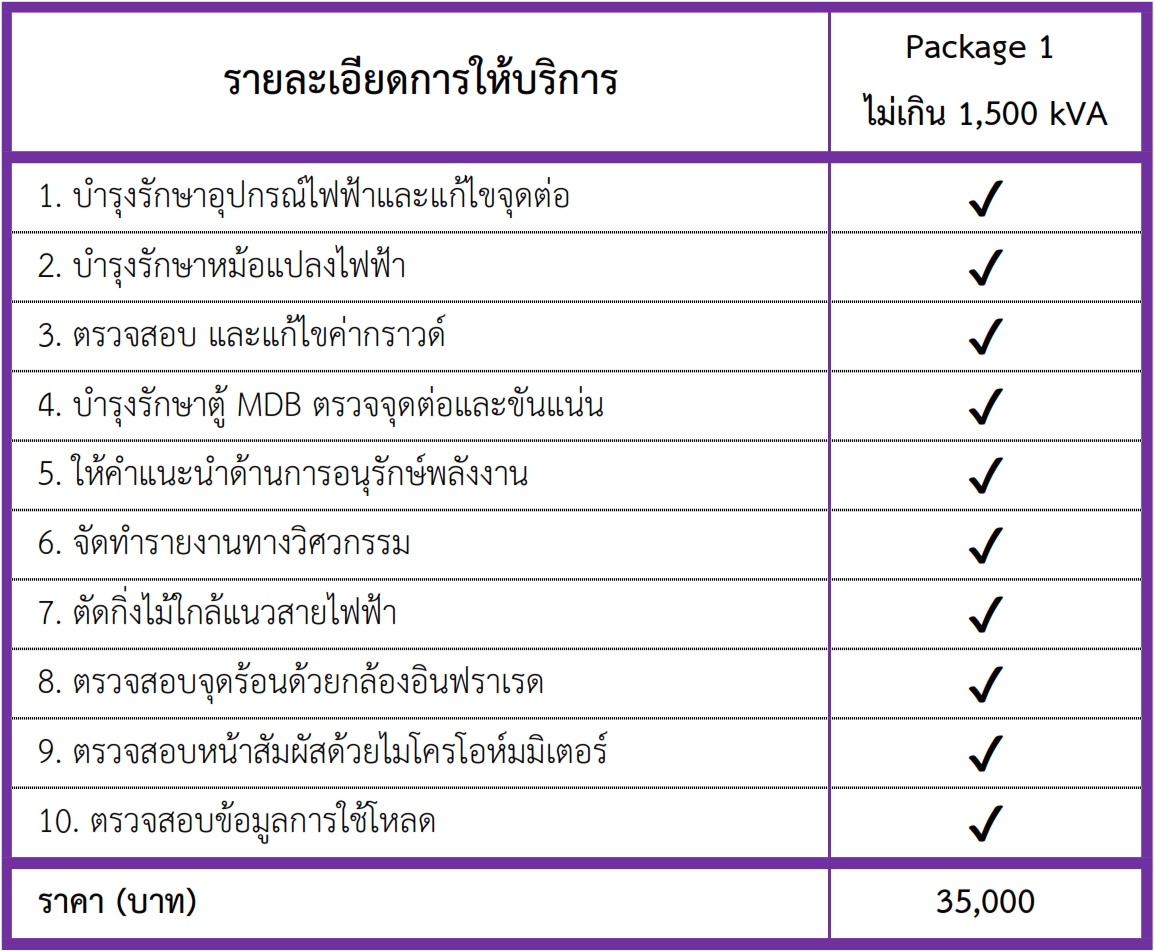 รายละเอียดการให้บริการ
Package 1
ไม่เกิน 1,500 kVA
1. บำรุงรักษาอุปกรณ์ไฟฟ้าและแก้ไขจุดต่อ ✓
2. บำรุงรักษาหม้อแปลงไฟฟ้า ✓
3. ตรวจสอบ และแก้ไขค่ากราวด์ ✓
4. บำรุงรักษาตู้ MDB ตรวจจุดต่อและขันแน่น ✓
5. ให้คำแนะนำด้านการอนุรักษ์พลังงาน ✓
6. จัดทำรายงานทางวิศวกรรม ✓
7. ตัดกิ่งไม้ใกล้แนวสายไฟฟ้า ✓
8. ตรวจสอบจุดร้อนด้วยกล้องอินฟราเรด ✓
9. ตรวจสอบหน้าสัมผัสด้วยไมโครโอห์มมิเตอร์ ✓
10. ตรวจสอบข้อมูลการใช้โหลด ✓
ราคา (บาท) 35,000